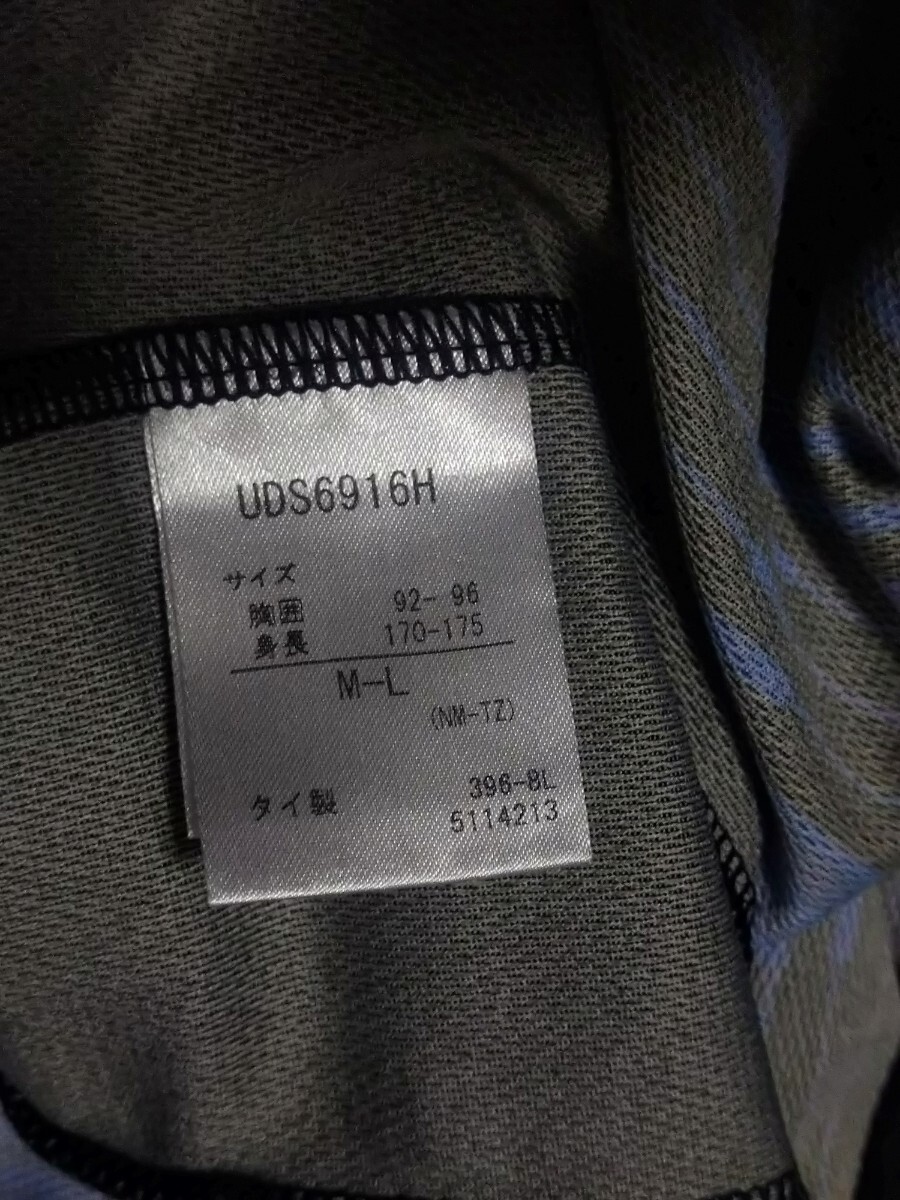 UDS6916H
サイズ
胸囲 92- 96
身長 170-175
M-L
(NM-TZ)
タイ製 396-8L
5114213